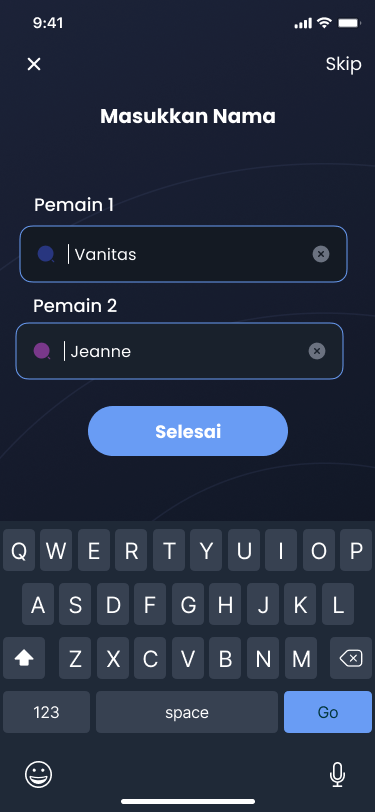 9:41
Skip
Masukkan Nama
Pemain 1
Vanitas
Pemain 2
Jeanne
Selesai
Q W E R T Y U I O P
A S D F G H J K L
Z X C V B N M
123 space Go